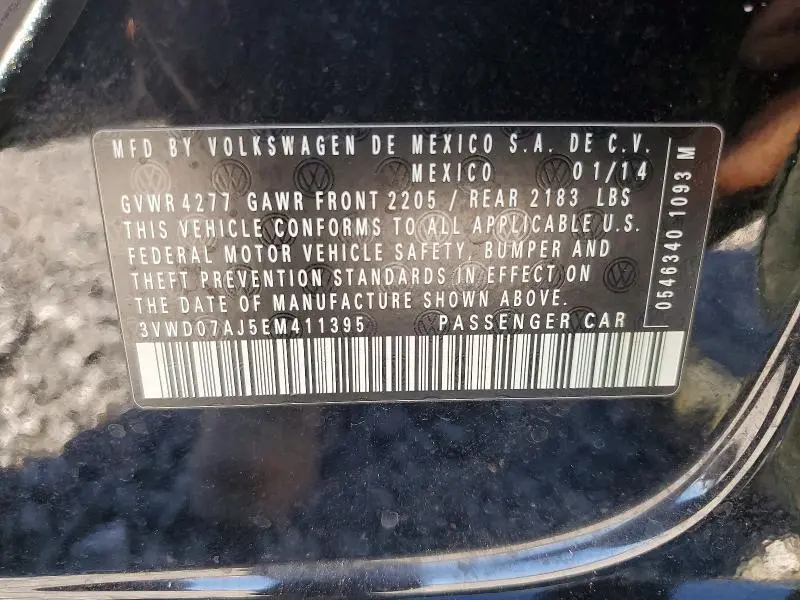 MFD BY VOLKSWAGEN DE MEXICO S.A. DE C.V.
MEXICO 01/14
GVWR 4277 GAWR FRONT 2205 / REAR 2183 LBS
THIS VEHICLE CONFORMS TO ALL APPLICABLE U.S.
FEDERAL MOTOR VEHICLE SAFETY, BUMPER AND
THEFT PREVENTION STANDARDS IN EFFECT ON
THE DATE OF MANUFACTURE SHOWN ABOVE.
3VWD07AJ5EM411395 PASSENGER CAR
0546340 1093 M